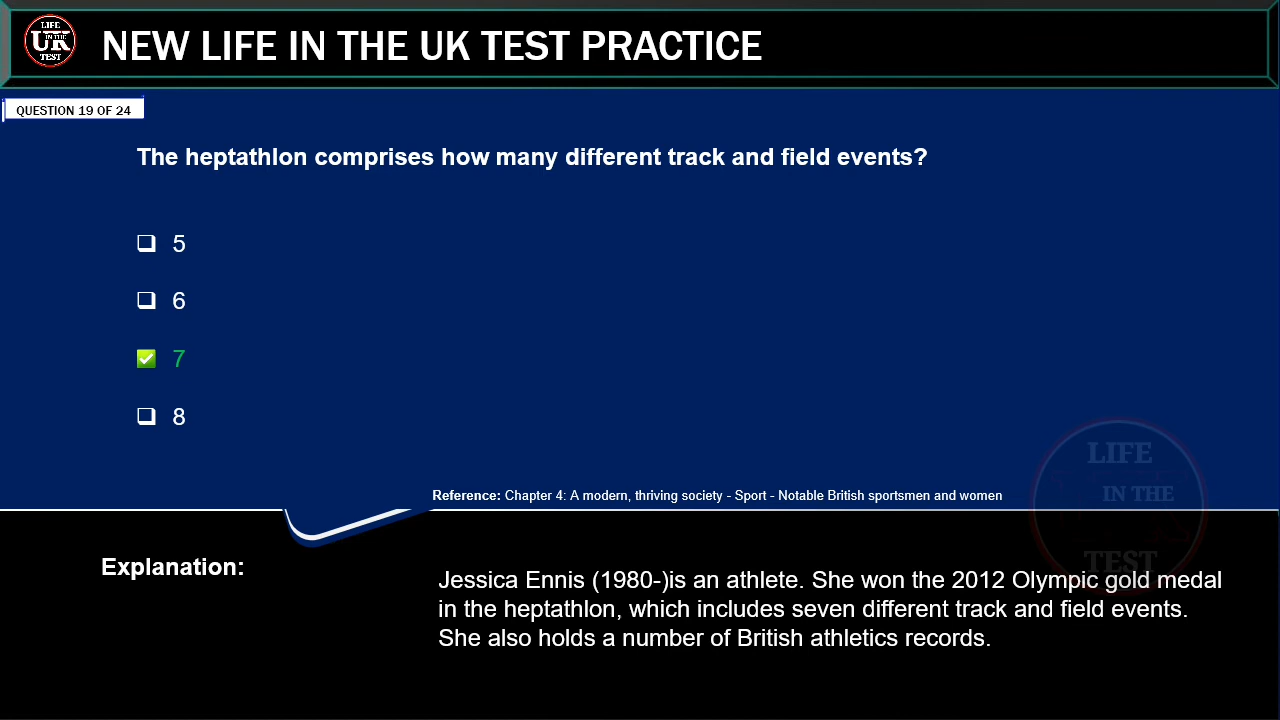 LIFE
IN THE
UK
TEST
NEW LIFE IN THE UK TEST PRACTICE
QUESTION 19 OF 24
The heptathlon comprises how many different track and field events?
5
6
7
8
LIFE
IN THE
TEST
Reference: Chapter 4: A modern, thriving society - Sport - Notable British sportsmen and women
Explanation:
Jessica Ennis (1980-)is an athlete. She won the 2012 Olympic gold medal
in the heptathlon, which includes seven different track and field events.
She also holds a number of British athletics records.